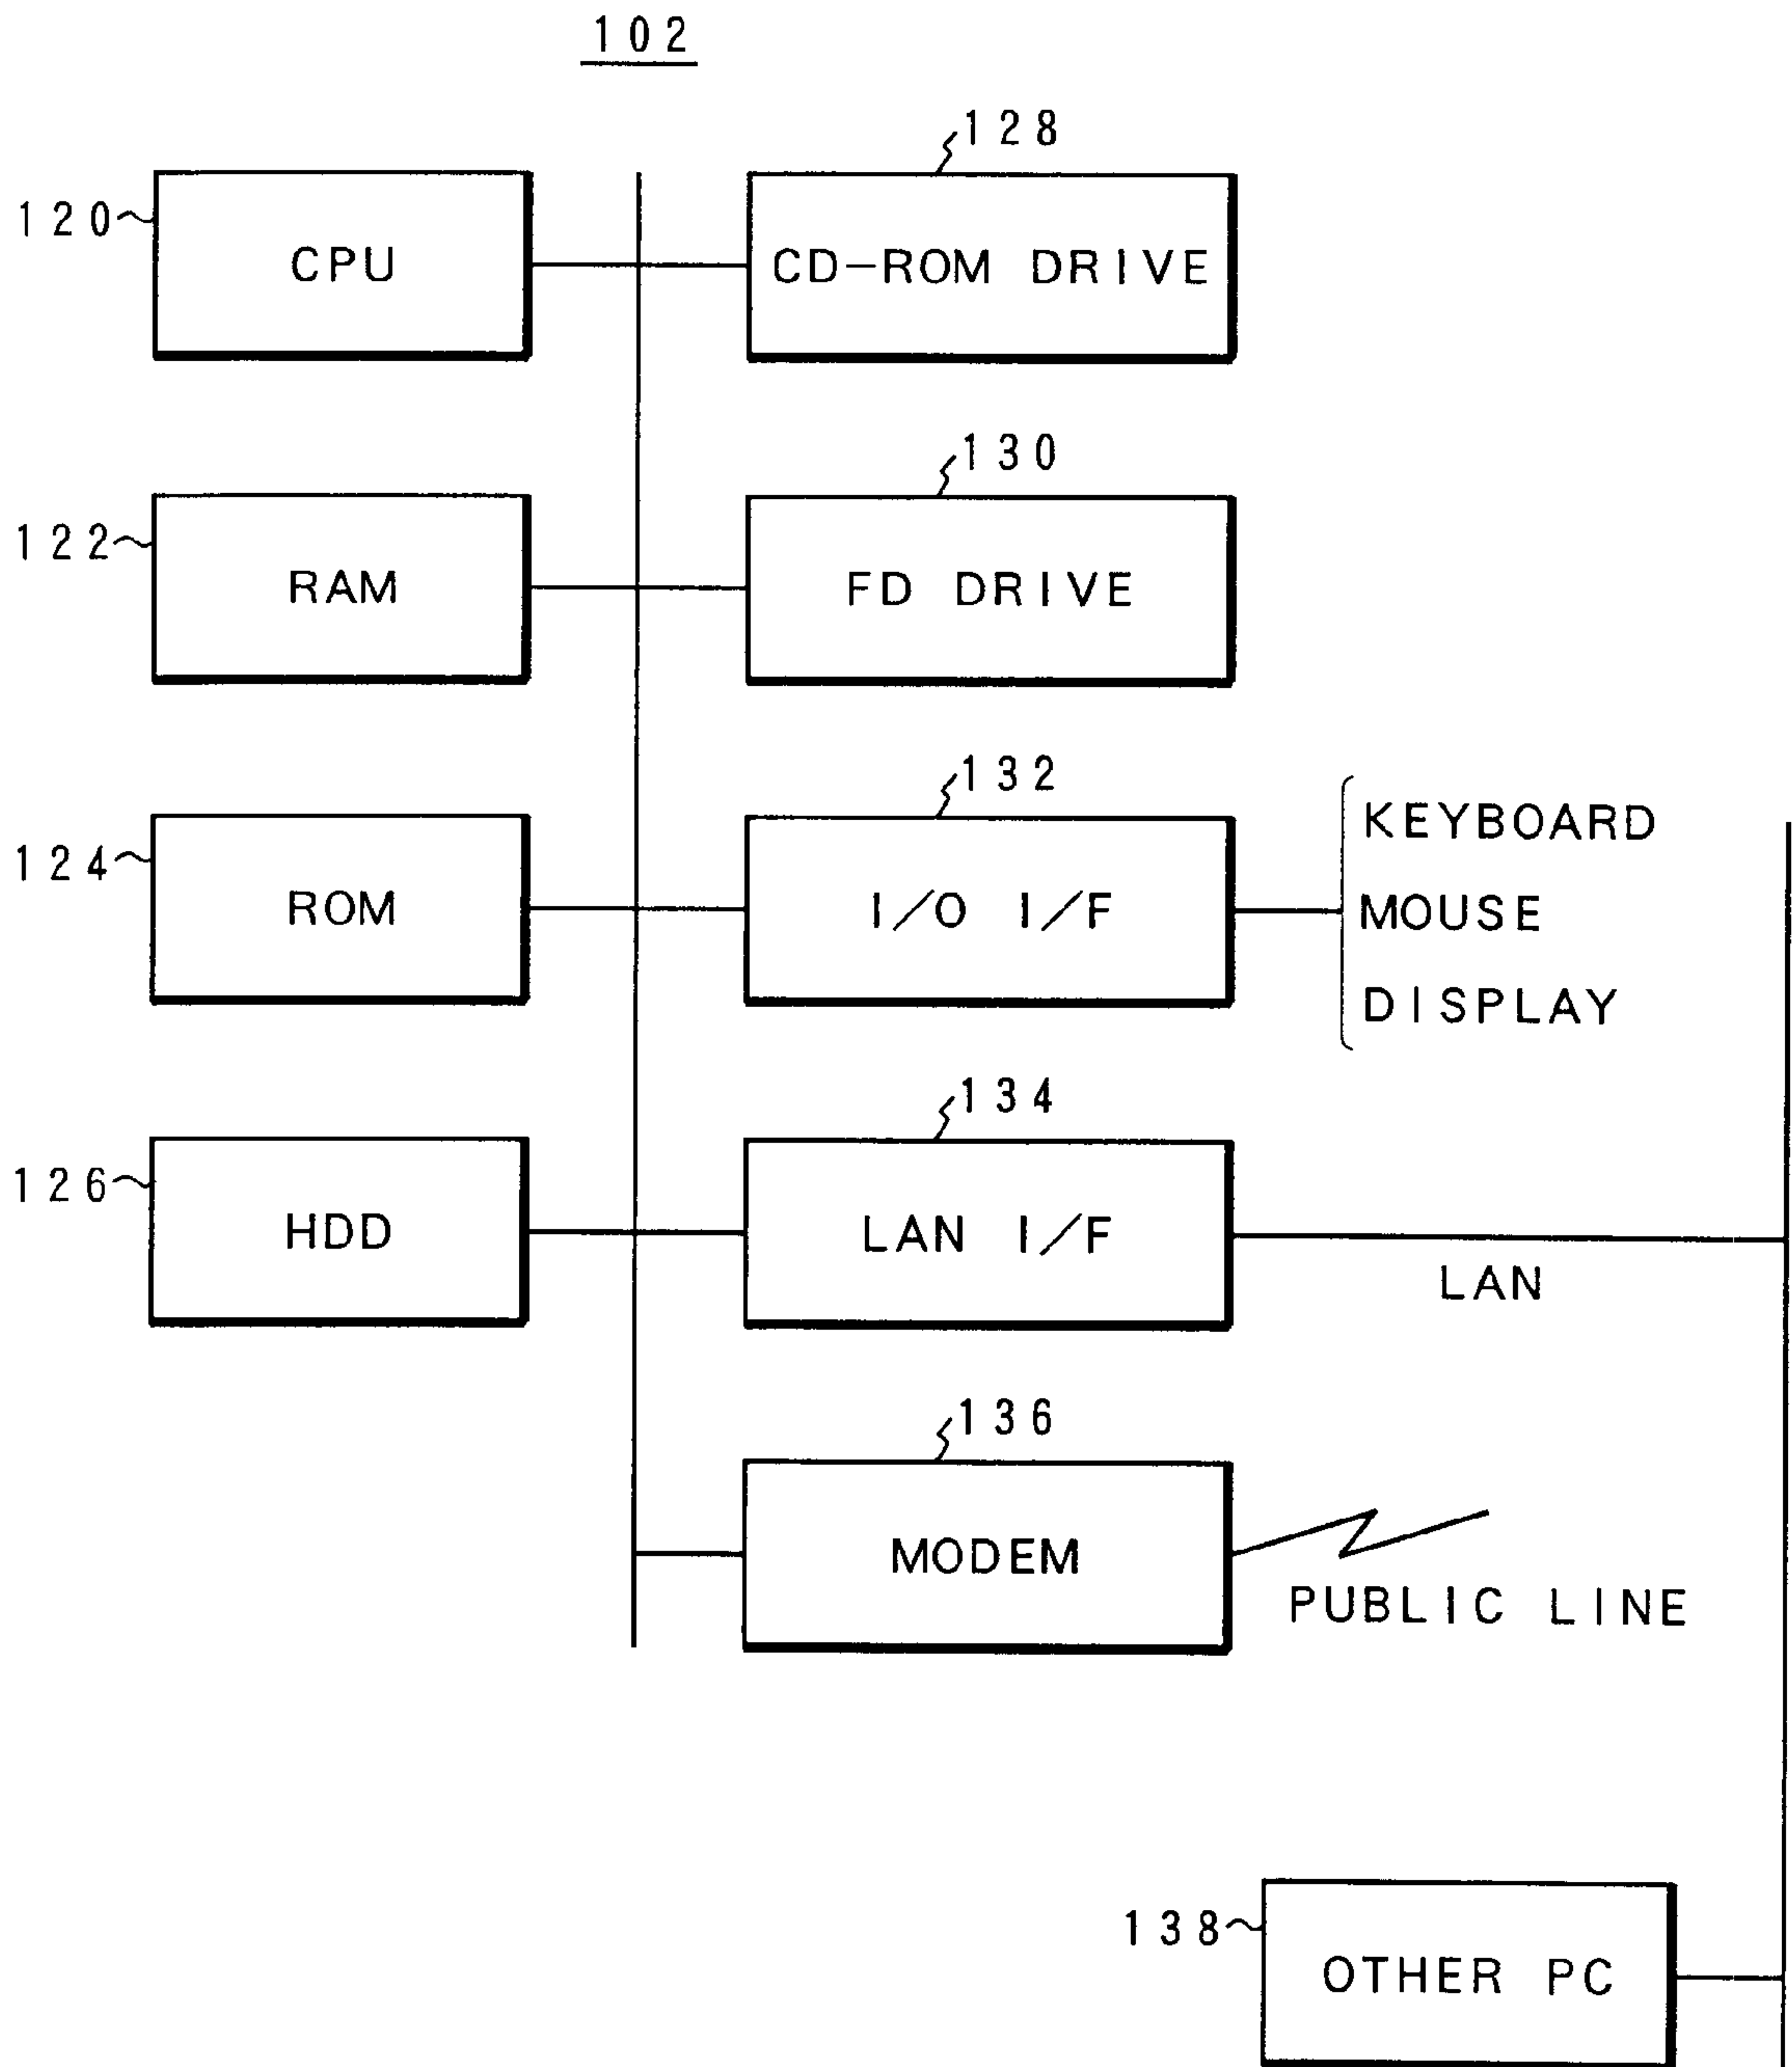 102
128
120
CPU
CD-ROM DRIVE
130
122
RAM
FD DRIVE
132
124
ROM
I/O I/F
KEYBOARD
MOUSE
DISPLAY
134
126
HDD
LAN I/F
LAN
136
MODEM
PUBLIC LINE
138
OTHER PC